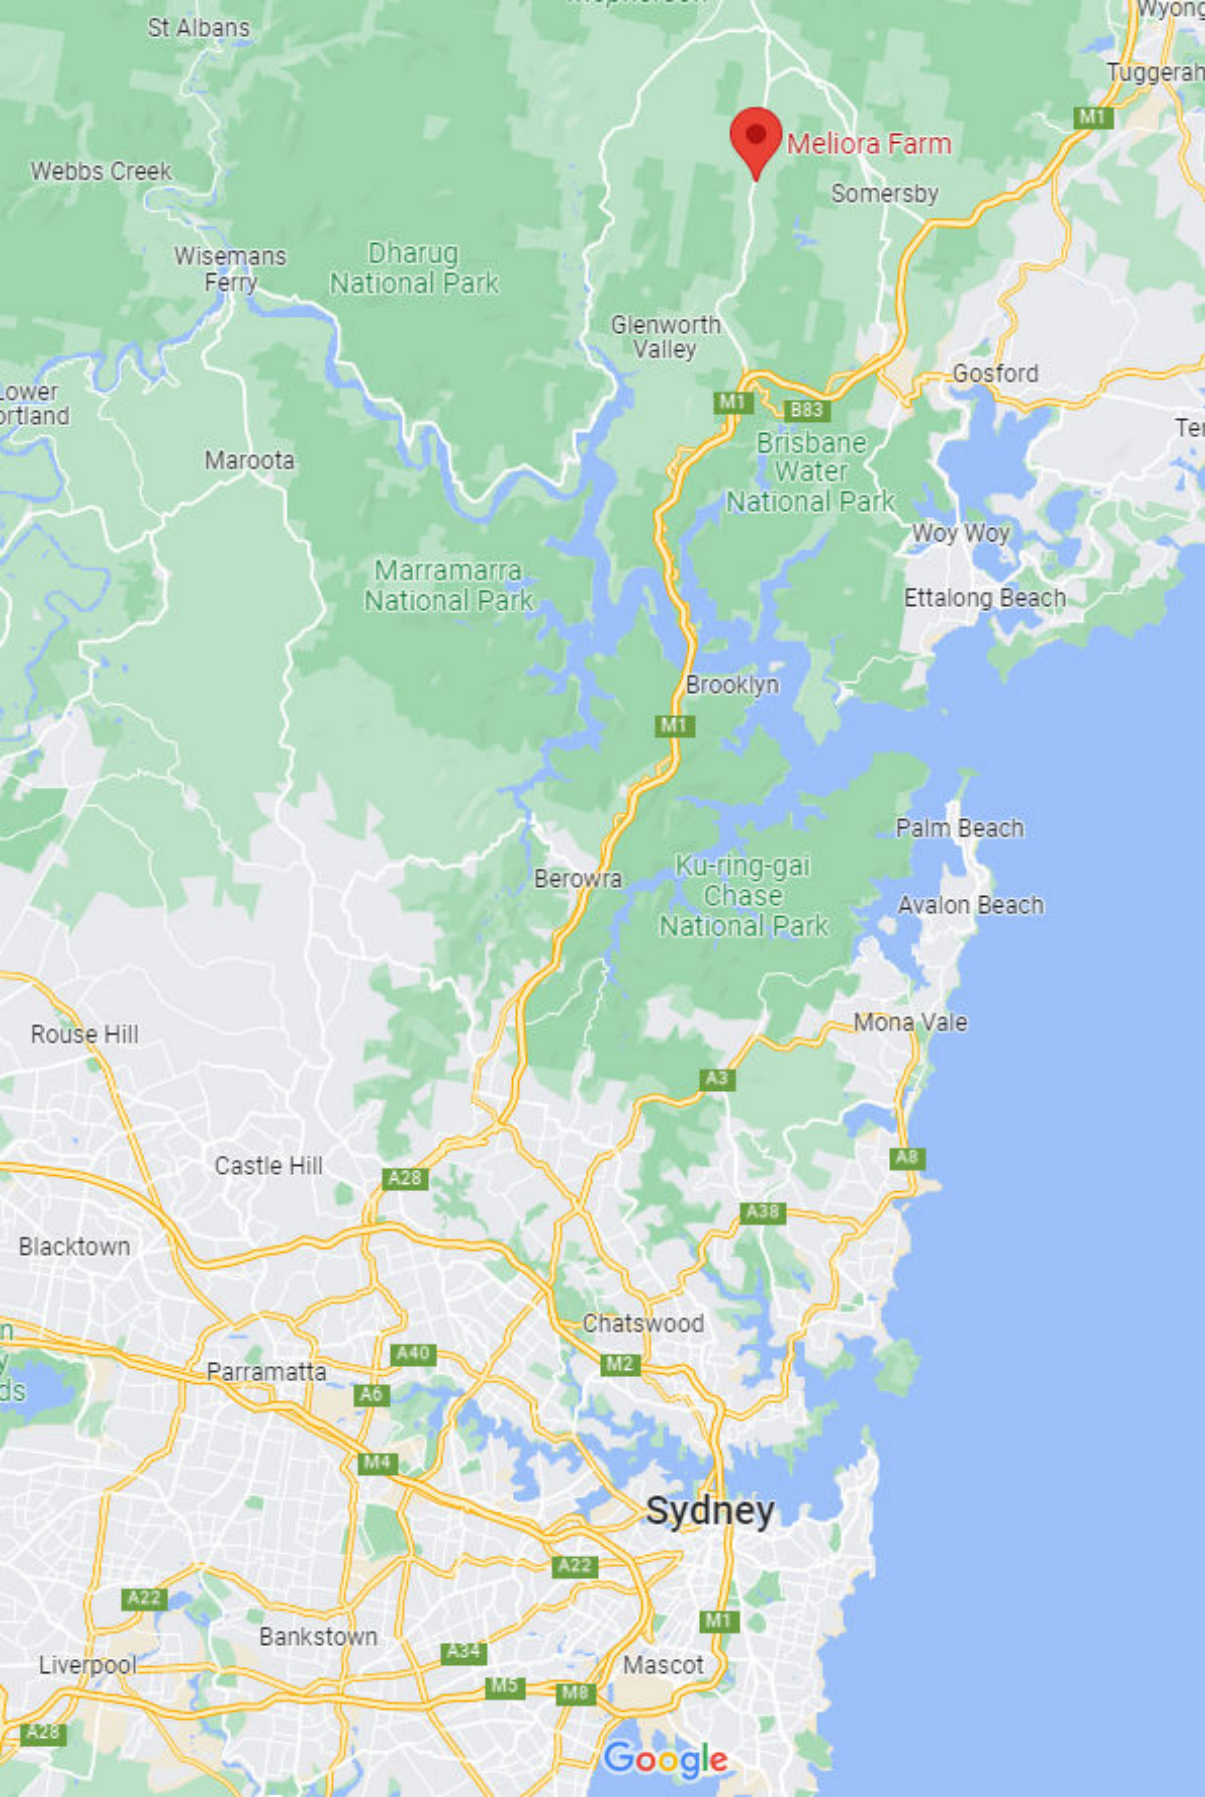 St Albans
Wyong
Tuggerah
M1
Meliora Farm
Webbs Creek
Somersby
Dharug
National Park
Wisemans
Ferry
Glenworth
Valley
Gosford
Lower
ortland
M1
B83
Ter
Brisbane
Water
National Park
Maroota
Woy Woy
Marramarra
National Park
Ettalong Beach
Brooklyn
M1
Palm Beach
Ku-ring-gai
Chase
National Park
Berowra
Avalon Beach
Rouse Hill
Mona Vale
A3
Castle Hill
A28
A8
A38
Blacktown
Chatswood
n
y
ds
A40
M2
Parramatta
A6
M4
Sydney
A22
A22
M1
Bankstown
A34
Liverpool
Mascot
M5
M8
A28
Google